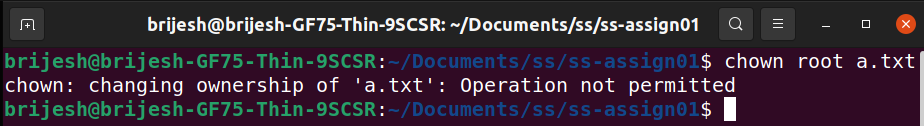 brijesh@brijesh-GF75-Thin-9SCSR: ~/Documents/ss/ss-assign01
brijesh@brijesh-GF75-Thin-9SCSR:~/Documents/ss/ss-assign01$ chown root a.txt
chown: changing ownership of 'a.txt': Operation not permitted
brijesh@brijesh-GF75-Thin-9SCSR:~/Documents/ss/ss-assign01$